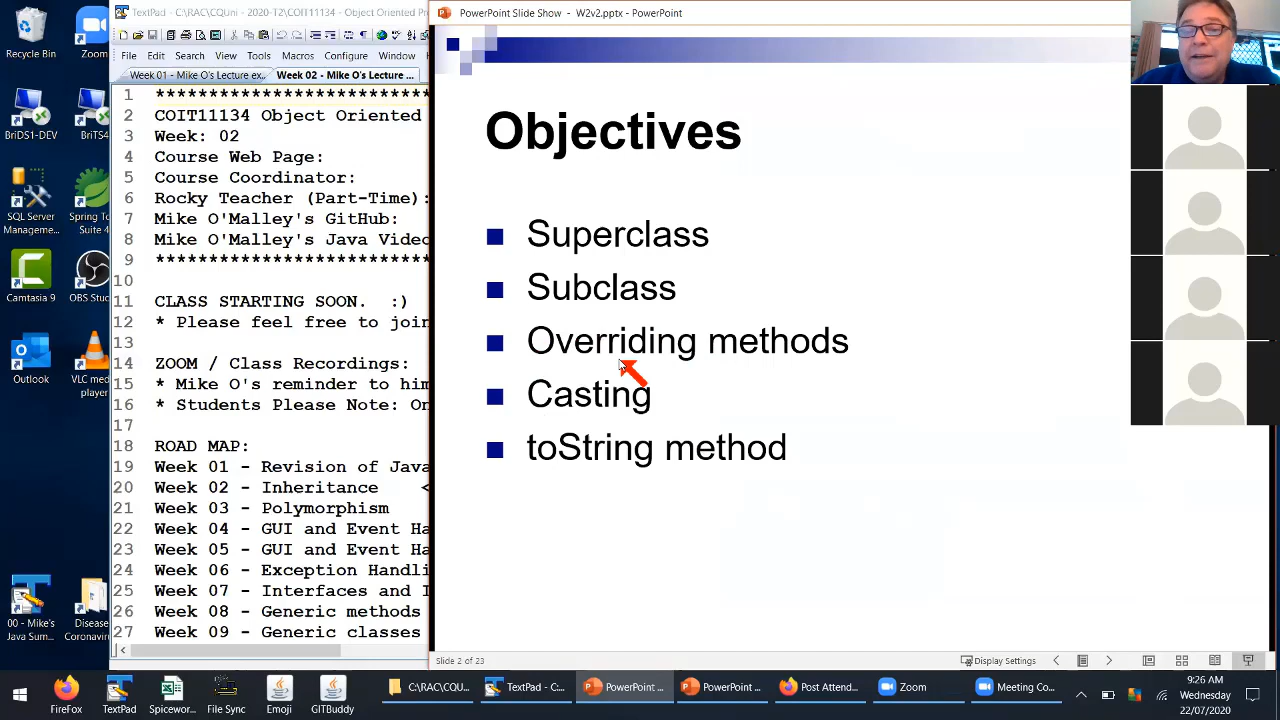 Recycle Bin
Zoom
BriDS1-DEV
BriTS4
SQL Server
Manageme...
Spring To
Suite 4
Camtasia 9
OBS Stud
Outlook
VLC med
player
00 - Mike's
Java Sum...
Disease
Coronavir
TextPad - C:\RAC\CQUni - 2020-T2\COIT11134 - Object Oriented P
File Edit Search View Tools Macros Configure Window
Week 01 - Mike O's Lecture ex... Week 02 - Mike O's Lecture ...
1 **************************
2 COIT11134 Object Oriented
3 Week: 02
4 Course Web Page:
5 Course Coordinator:
6 Rocky Teacher (Part-Time):
7 Mike O'Malley's GitHub:
8 Mike O'Malley's Java Video
9 **************************
10
11 CLASS STARTING SOON. :)
12 * Please feel free to join
13
14 ZOOM / Class Recordings:
15 * Mike O's reminder to him
16 * Students Please Note: On
17
18 ROAD MAP:
19 Week 01 - Revision of Java
20 Week 02 - Inheritance <
21 Week 03 - Polymorphism
22 Week 04 - GUI and Event Ha
23 Week 05 - GUI and Event Ha
24 Week 06 - Exception Handli
25 Week 07 - Interfaces and I
26 Week 08 - Generic methods
27 Week 09 - Generic classes
PowerPoint Slide Show - W2v2.pptx - PowerPoint
Objectives
Superclass
Subclass
Overriding methods
Casting
toString method
Slide 2 of 23
Display Settings
FireFox
TextPad
Spicewor...
File Sync
Emoji
GITBuddy
C:\RAC\CQU...
TextPad - C...
PowerPoint ...
PowerPoint ...
Post Attend...
Zoom
Meeting Co...
9:26 AM
Wednesday
22/07/2020